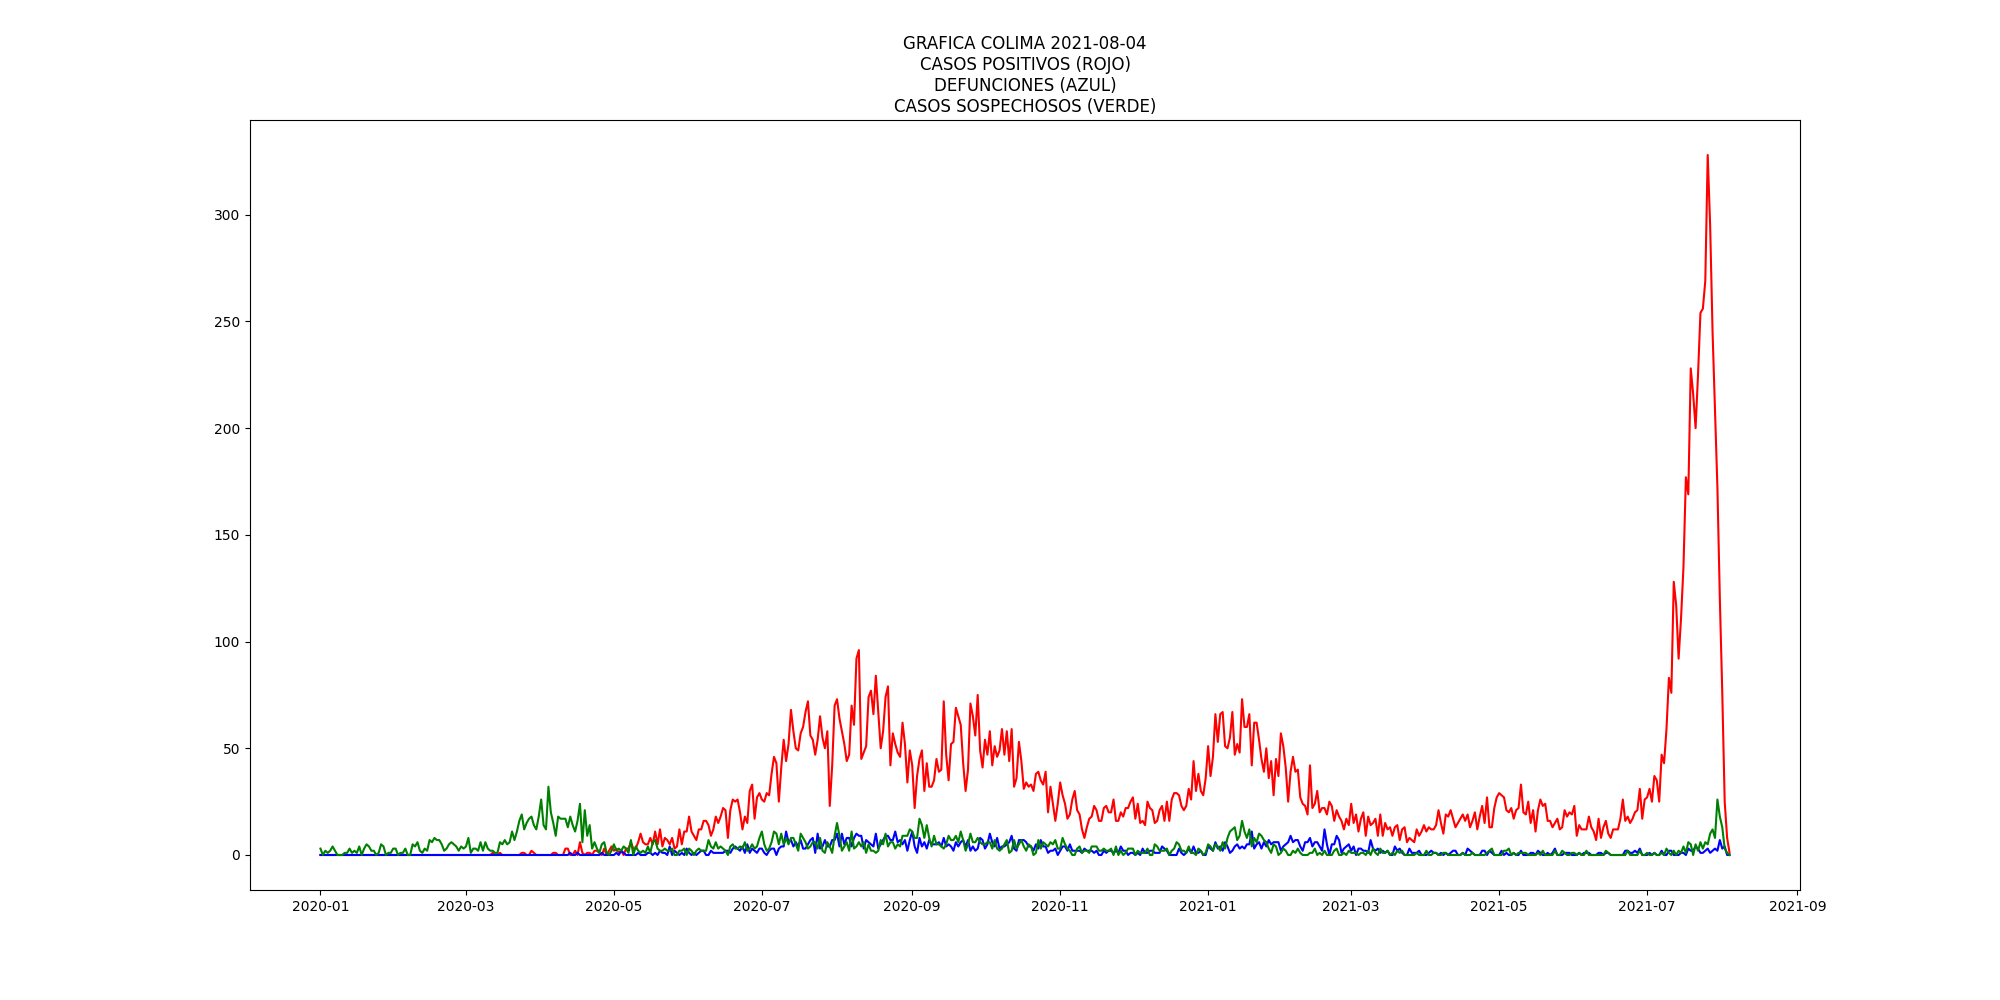 GRAFICA COLIMA 2021-08-04
CASOS POSITIVOS (ROJO)
DEFUNCIONES (AZUL)
CASOS SOSPECHOSOS (VERDE)
300
250
200
150
100
50
0
2020-01 2020-03 2020-05 2020-07 2020-09 2020-11 2021-01 2021-03 2021-05 2021-07 2021-09